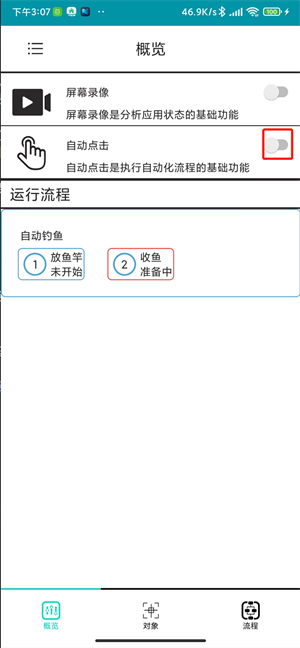 下午3:07 ·· 46.9K/s 100
概览
屏幕录像
屏幕录像是分析应用状态的基础功能
自动点击
自动点击是执行自动化流程的基础功能
运行流程
自动钓鱼
1 放鱼竿 未开始
2 收鱼 准备中
概览 对象 流程